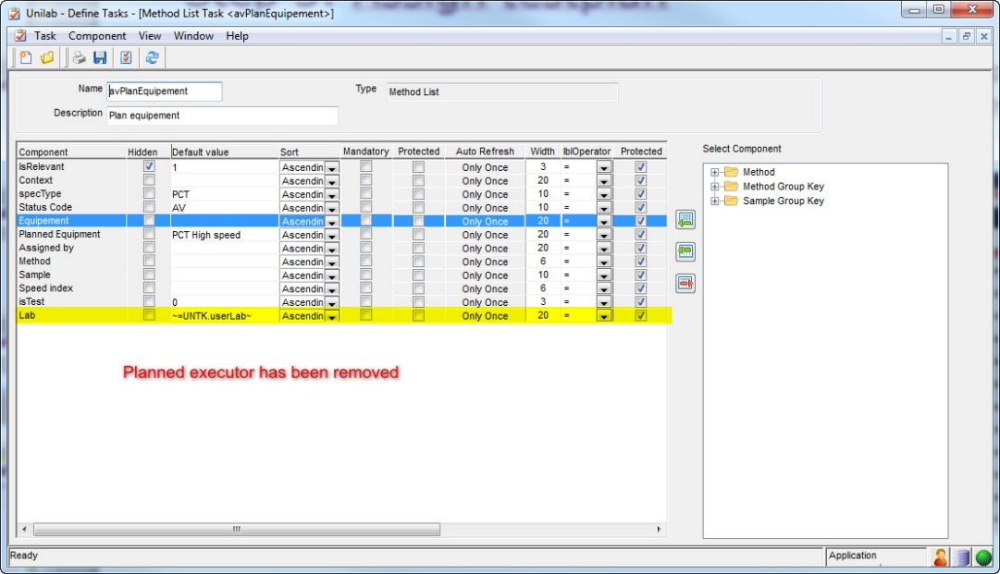 Step 3: Assign testplan
Unilab - Define Tasks - [Method List Task <avPlanEquipement>]
Task Component View Window Help
Name avPlanEquipement Type Method List
Description Plan equipement
Component Hidden Default value Sort Mandatory Protected Auto Refresh Width lblOperator Protected
IsRelevant 1 Ascendin Only Once 3 =
Context Ascendin Only Once 20 =
specType PCT Ascendin Only Once 10 =
Status Code AV Ascendin Only Once 10 =
Equipement Ascendin Only Once 20 =
Planned Equipment PCT High speed Ascendin Only Once 20 =
Assigned by Ascendin Only Once 20 =
Method Ascendin Only Once 6 =
Sample Ascendin Only Once 10 =
Speed index Ascendin Only Once 6 =
isTest 0 Ascendin Only Once 3 =
Lab ~=UNTK.userLab~ Ascendin Only Once 20 =
Select Component
Method
Method Group Key
Sample Group Key
Planned executor has been removed
Ready Application